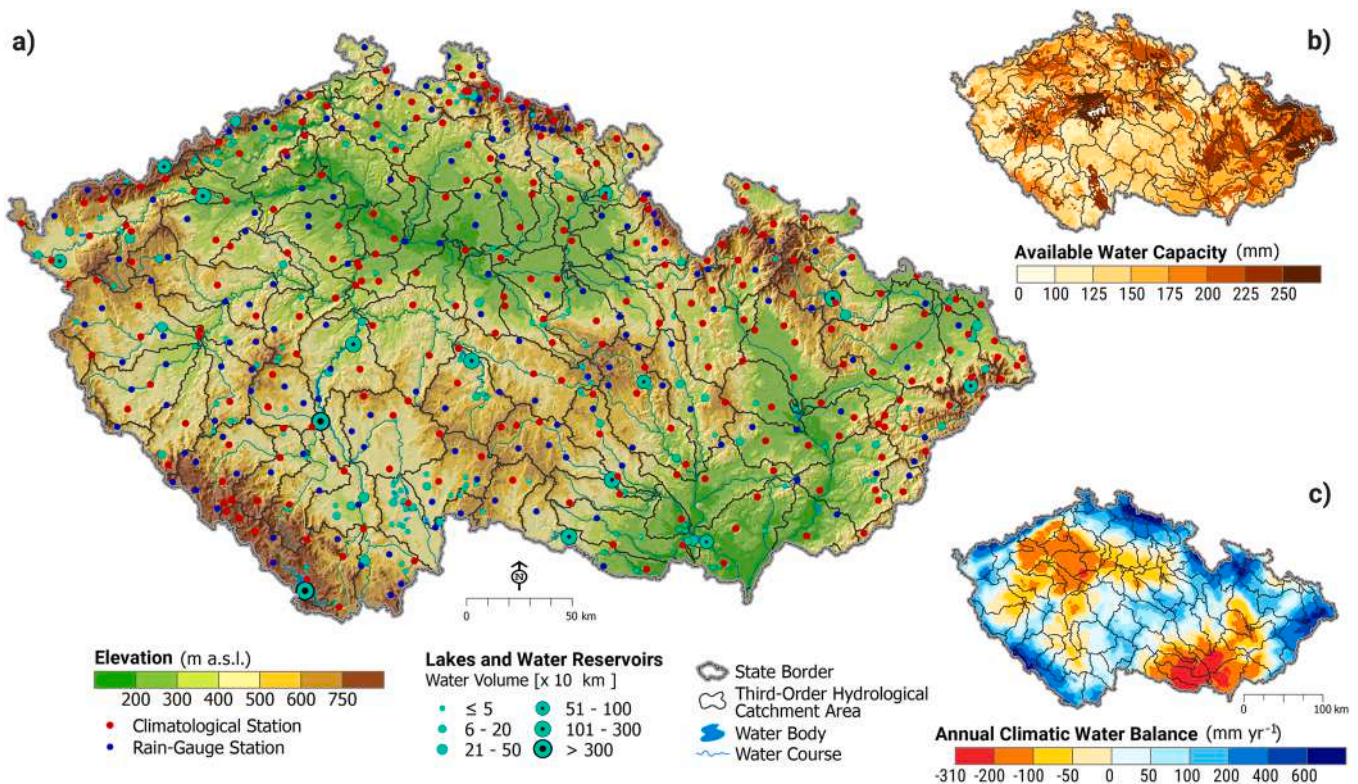 a)
b)
Available Water Capacity (mm)
0 100 125 150 175 200 225 250
c)
N
0 50 km
Elevation (m a.s.l.)
200 300 400 500 600 750
Climatological Station
Rain-Gauge Station
Lakes and Water Reservoirs
Water Volume [x 10 km ]
≤ 5
6 - 20
21 - 50
51 - 100
101 - 300
> 300
State Border
Third-Order Hydrological
Catchment Area
Water Body
Water Course
0 100 km
Annual Climatic Water Balance (mm yr⁻¹)
-310 -200 -100 -50 0 50 100 200 400 600